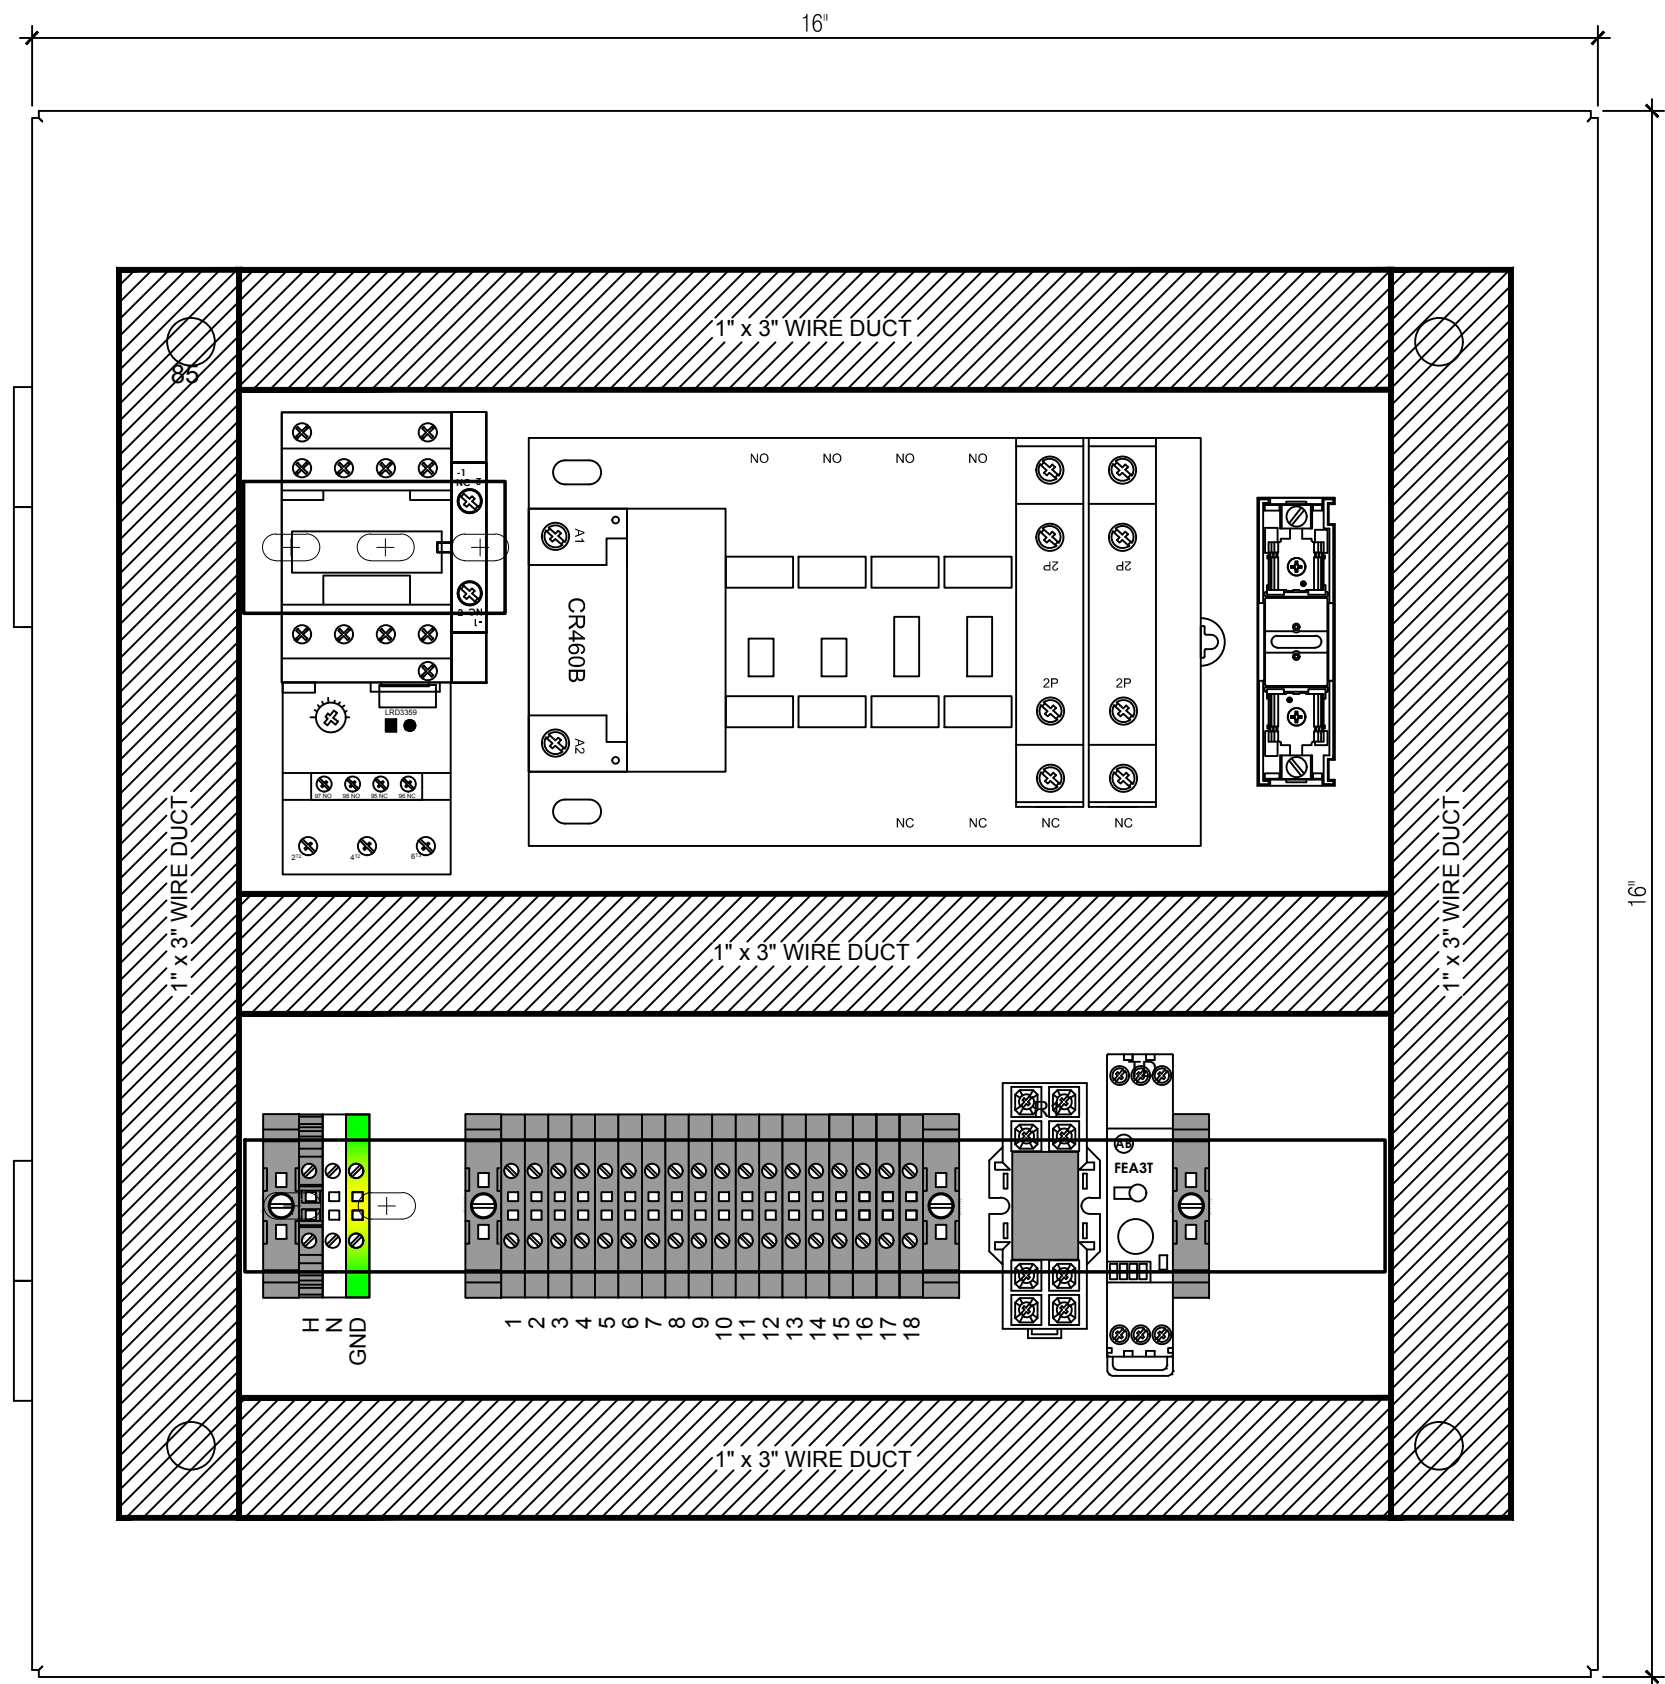 16"
1" x 3" WIRE DUCT
85
-1
NC
NO
NO
NO
NO
A1
2P
2P
CR460B
2P
2P
A2
LRD3359
97 NO
98 NO
95 NC
96 NC
2T2
4T2
NC
NC
NC
NC
1" x 3" WIRE DUCT
1" x 3" WIRE DUCT
16"
1" x 3" WIRE DUCT
AB
FEA3T
H
N
GND
1
2
3
4
5
6
7
8
9
10
11
12
13
14
15
16
17
18
1" x 3" WIRE DUCT